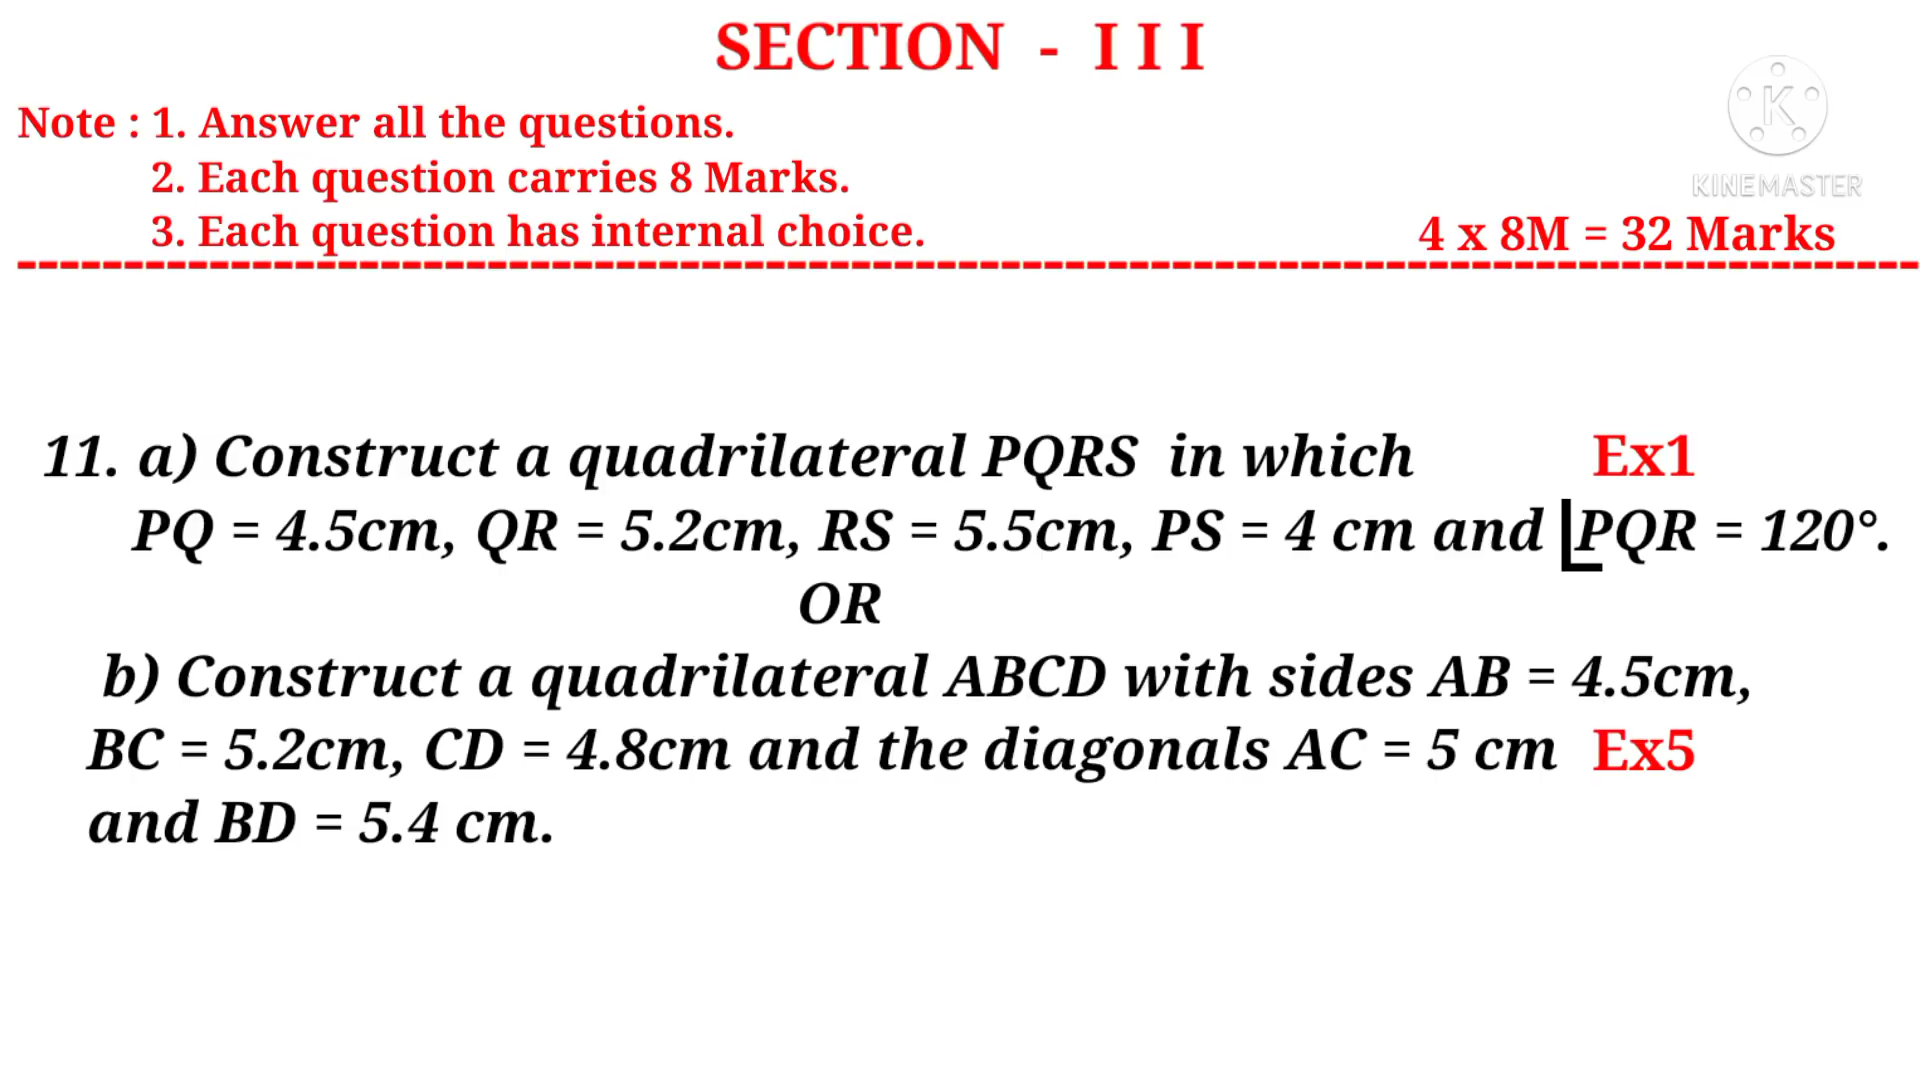 SECTION - I I I
Note : 1. Answer all the questions.
2. Each question carries 8 Marks.
KINEMASTER
3. Each question has internal choice. 4 x 8M = 32 Marks
11. a) Construct a quadrilateral PQRS in which Ex1
PQ = 4.5cm, QR = 5.2cm, RS = 5.5cm, PS = 4 cm and ⌊PQR = 120°.
OR
b) Construct a quadrilateral ABCD with sides AB = 4.5cm,
BC = 5.2cm, CD = 4.8cm and the diagonals AC = 5 cm Ex5
and BD = 5.4 cm.